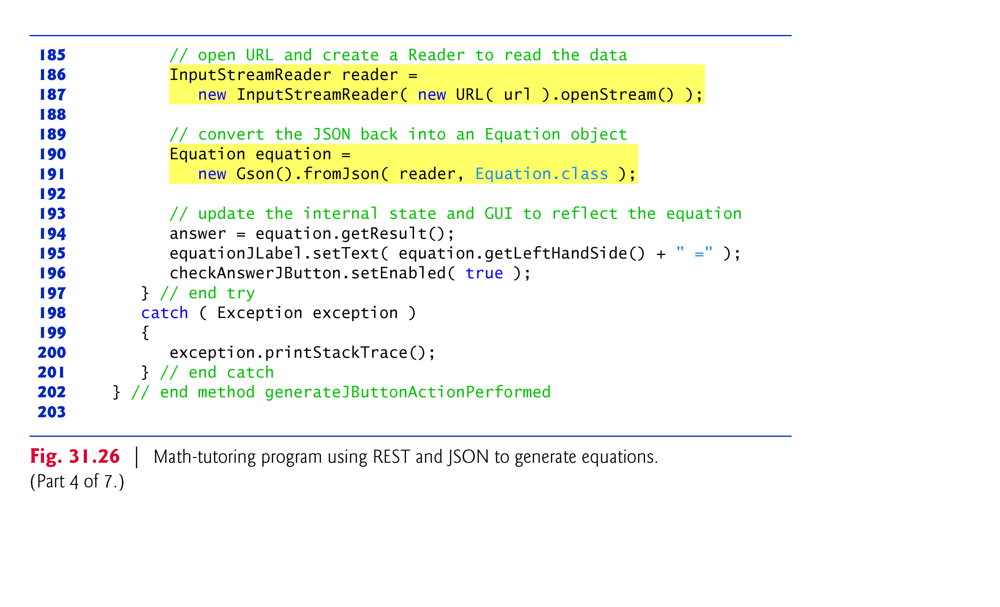 185 // open URL and create a Reader to read the data
186 InputStreamReader reader =
187 new InputStreamReader( new URL( url ).openStream() );
188
189 // convert the JSON back into an Equation object
190 Equation equation =
191 new Gson().fromJson( reader, Equation.class );
192
193 // update the internal state and GUI to reflect the equation
194 answer = equation.getResult();
195 equationJLabel.setText( equation.getLeftHandSide() + " =" );
196 checkAnswerJButton.setEnabled( true );
197 } // end try
198 catch ( Exception exception )
199 {
200 exception.printStackTrace();
201 } // end catch
202 } // end method generateJButtonActionPerformed
203
Fig. 31.26 | Math-tutoring program using REST and JSON to generate equations.
(Part 4 of 7.)